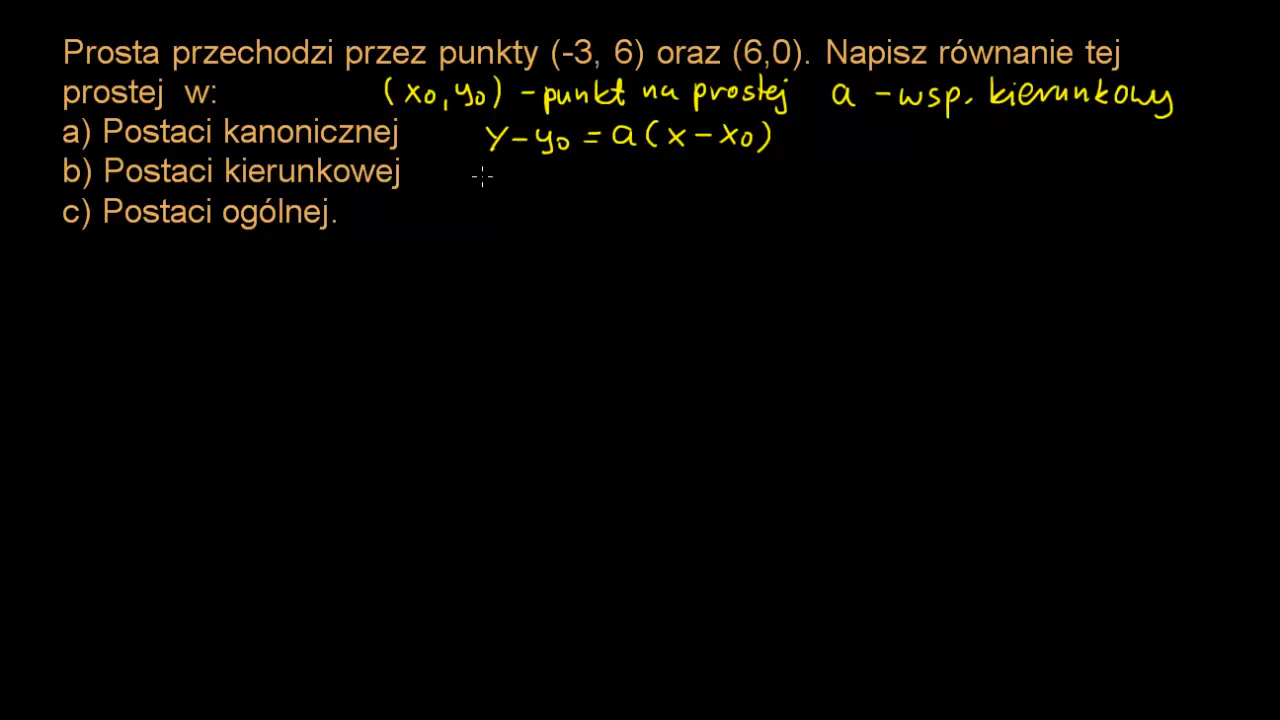 Prosta przechodzi przez punkty (-3, 6) oraz (6,0). Napisz równanie tej
prostej w: (x0, y0) - punkt na prostej a - wsp. kierunkowy
a) Postaci kanonicznej y - y0 = a (x - x0)
b) Postaci kierunkowej
c) Postaci ogólnej.